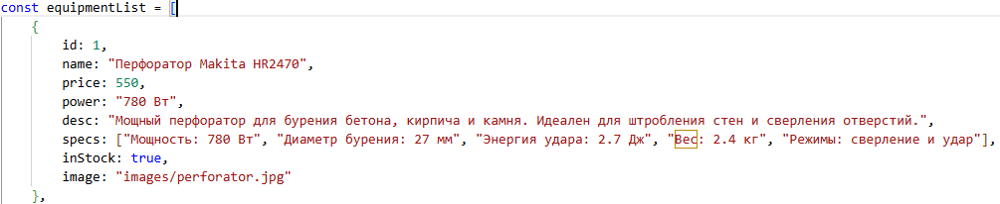 const equipmentList = [
{
id: 1,
name: "Перфоратор Makita HR2470",
price: 550,
power: "780 Вт",
desc: "Мощный перфоратор для бурения бетона, кирпича и камня. Идеален для штробления стен и сверления отверстий.",
specs: ["Мощность: 780 Вт", "Диаметр бурения: 27 мм", "Энергия удара: 2.7 Дж", "Вес: 2.4 кг", "Режимы: сверление и удар"],
inStock: true,
image: "images/perforator.jpg"
},